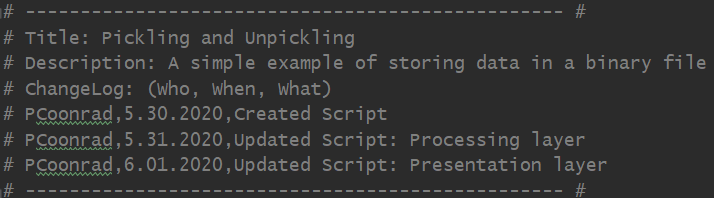 # ------------------------------------------------- #
# Title: Pickling and Unpickling
# Description: A simple example of storing data in a binary file
# ChangeLog: (Who, When, What)
# PCoonrad,5.30.2020,Created Script
# PCoonrad,5.31.2020,Updated Script: Processing layer
# PCoonrad,6.01.2020,Updated Script: Presentation layer
# ------------------------------------------------- #